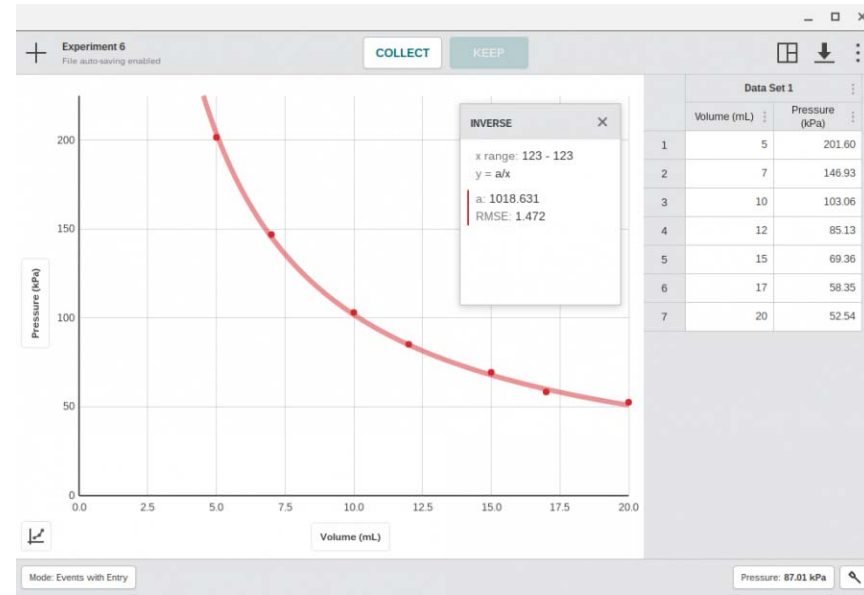 Experiment 6
File auto-saving enabled
COLLECT
KEEP
Pressure (kPa)
200
150
100
50
0
0.0 2.5 5.0 7.5 10.0 12.5 15.0 17.5 20.0
Volume (mL)
INVERSE
x range: 123 - 123
y = a/x
a: 1018.631
RMSE: 1.472
Data Set 1
Volume (mL) Pressure (kPa)
1 5 201.60
2 7 146.93
3 10 103.06
4 12 85.13
5 15 69.36
6 17 58.35
7 20 52.54
Mode: Events with Entry
Pressure: 87.01 kPa